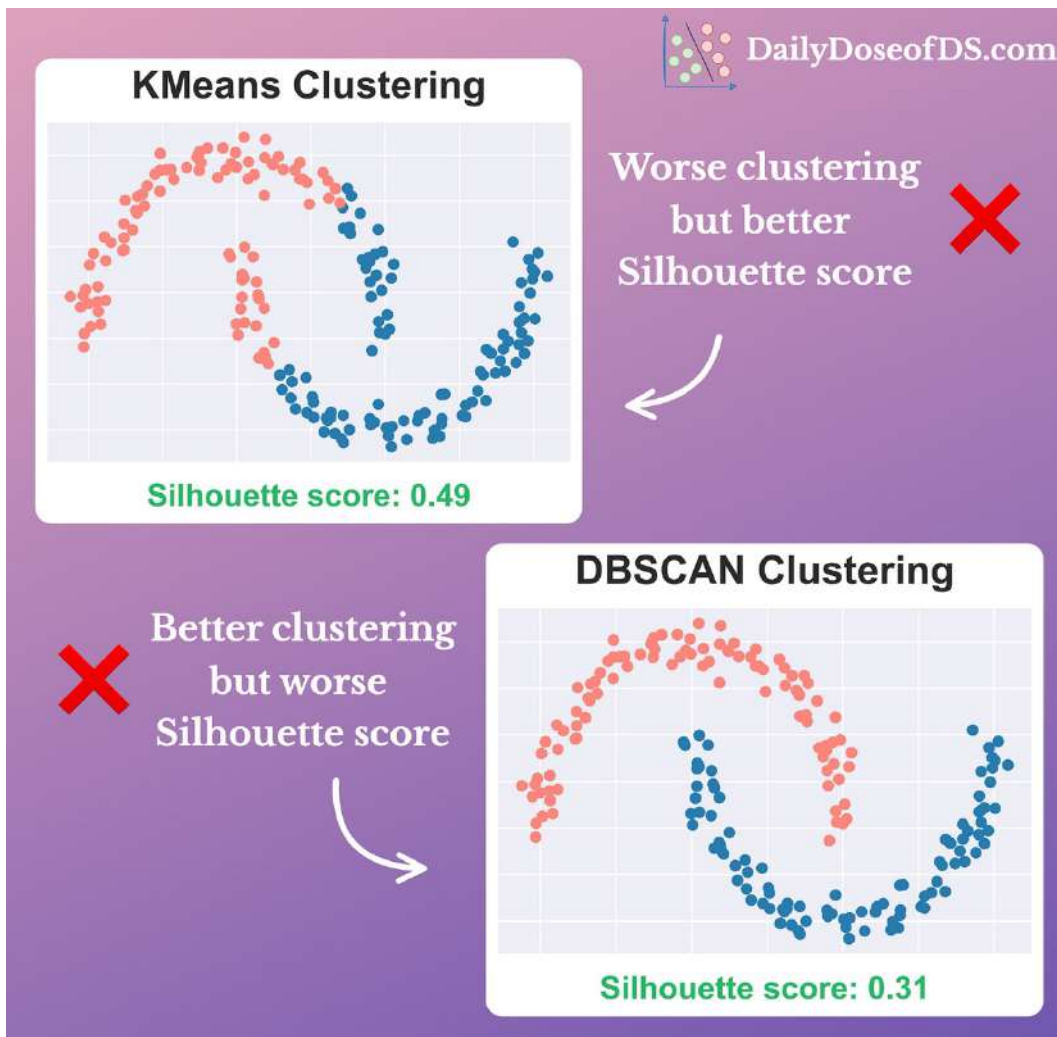 DailyDoseofDS.com
KMeans Clustering
Worse clustering
but better
Silhouette score
Silhouette score: 0.49
DBSCAN Clustering
Better clustering
but worse
Silhouette score
Silhouette score: 0.31